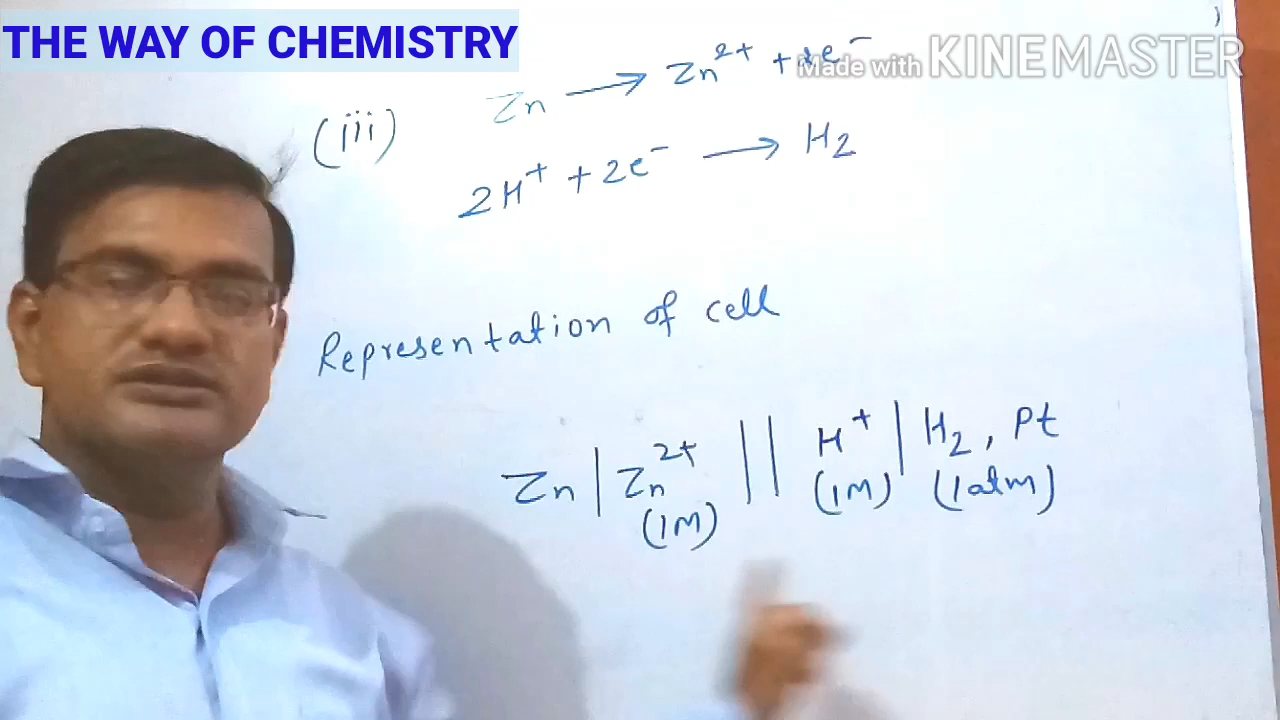 THE WAY OF CHEMISTRY
Made with KINEMASTER
(iii) Zn ⟶ Zn²⁺ + 2e⁻
2H⁺ + 2e⁻ ⟶ H₂
Representation of cell
Zn | Zn²⁺ || H⁺ | H₂, Pt
(1M) (1M) (1atm)